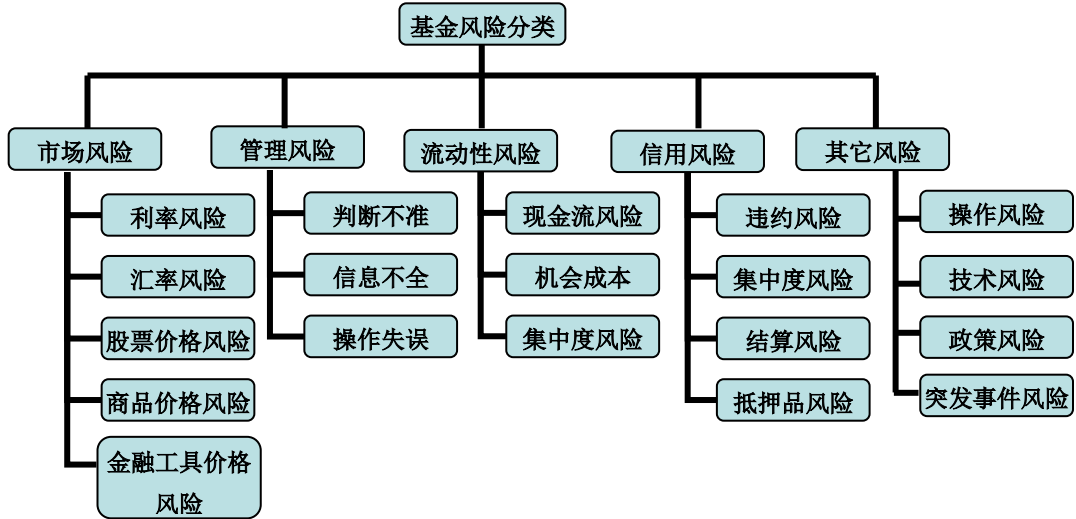 基金风险分类
市场风险
利率风险
汇率风险
股票价格风险
商品价格风险
金融工具价格
风险
管理风险
判断不准
信息不全
操作失误
流动性风险
现金流风险
机会成本
集中度风险
信用风险
违约风险
集中度风险
结算风险
抵押品风险
其它风险
操作风险
技术风险
政策风险
突发事件风险